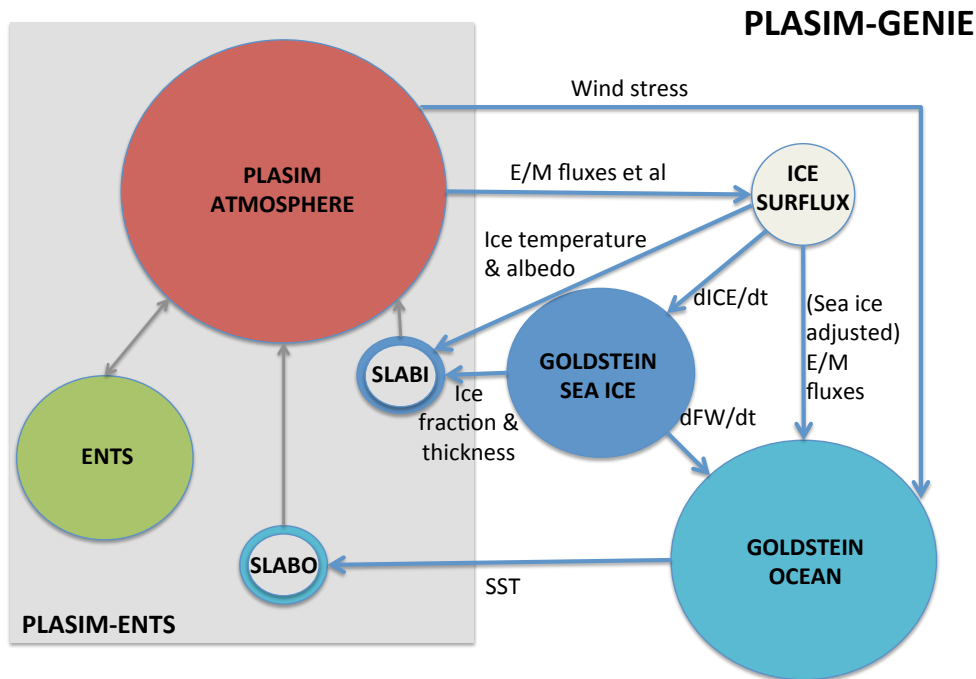 PLASIM-GENIE
Wind stress
PLASIM
ATMOSPHERE
E/M fluxes et al
ICE
SURFLUX
Ice temperature
& albedo
dICE/dt
(Sea ice
adjusted)
E/M
fluxes
SLABI
GOLDSTEIN
SEA ICE
Ice
fraction &
thickness
dFW/dt
ENTS
GOLDSTEIN
OCEAN
SLABO
SST
PLASIM-ENTS